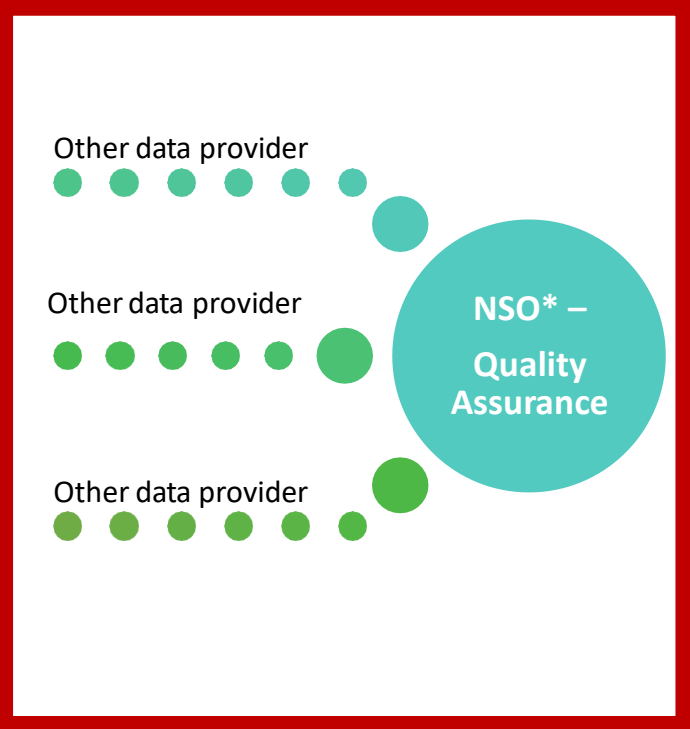 Other data provider
Other data provider
NSO* –
Quality
Assurance
Other data provider